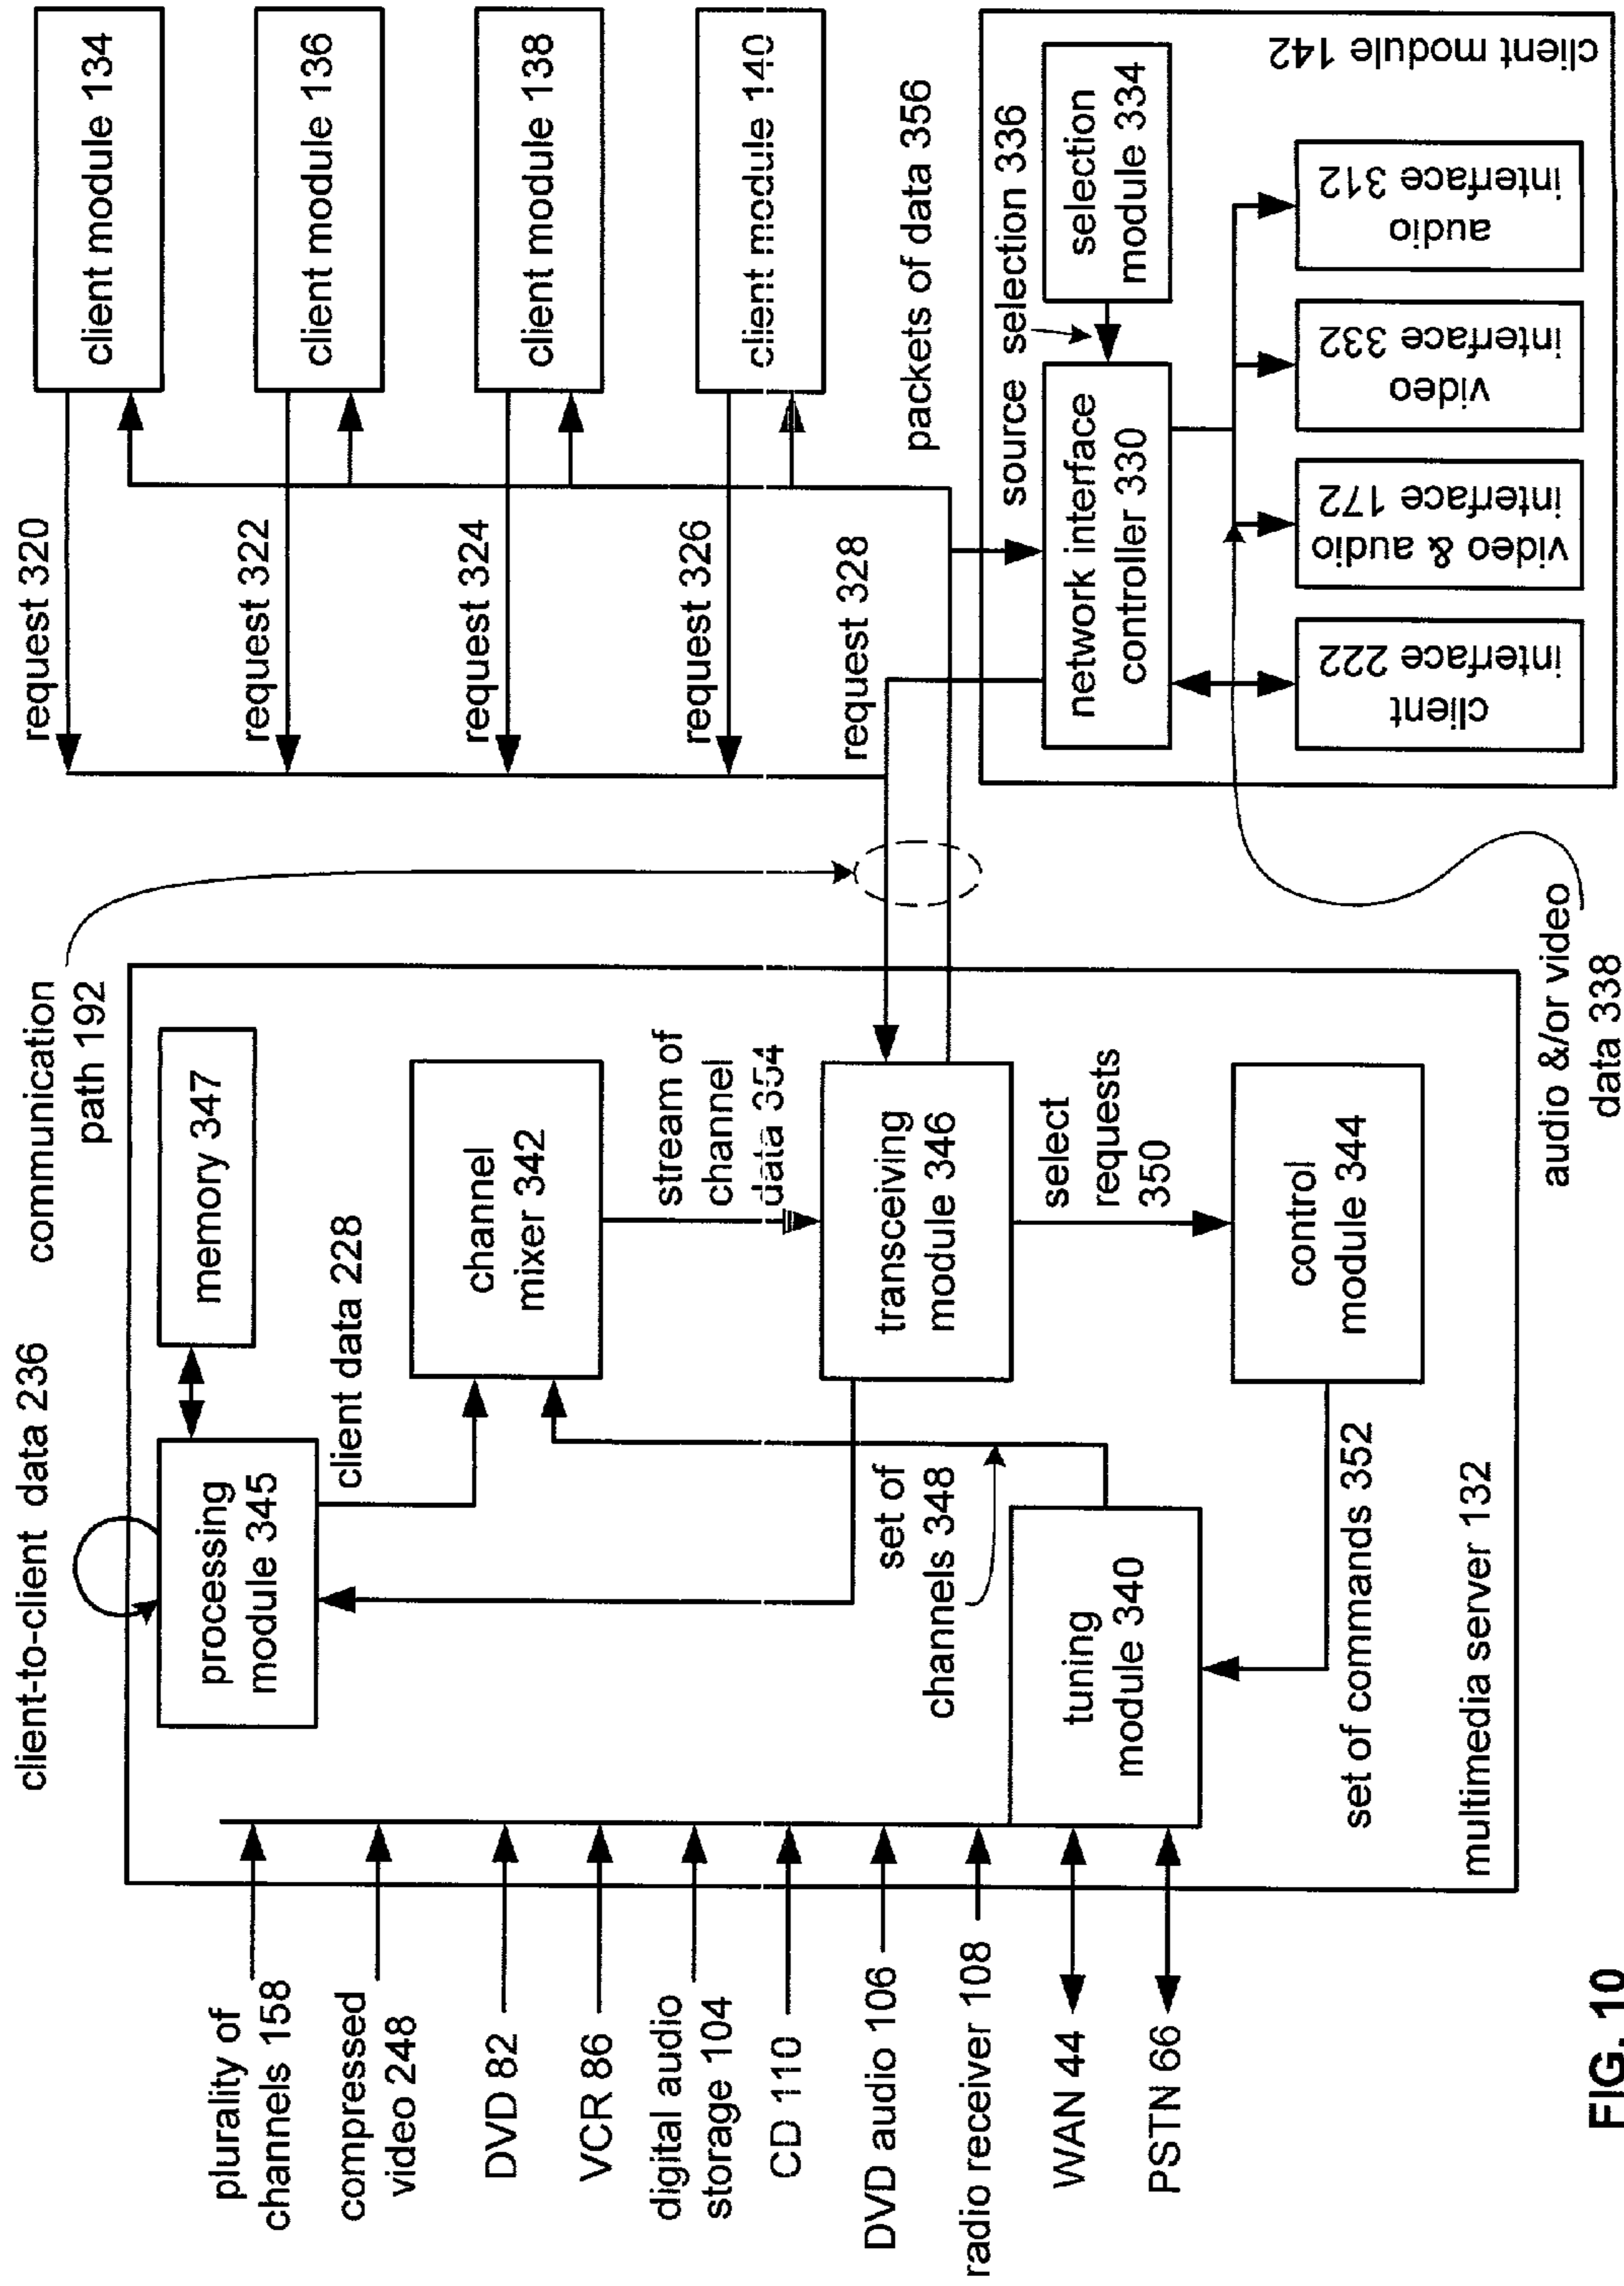 client-to-client data 236
communication
path 192
plurality of
channels 158
compressed
video 248
DVD 82
VCR 86
digital audio
storage 104
CD 110
DVD audio 106
radio receiver 108
WAN 44
PSTN 66
processing
module 345
memory 347
client data 228
channel
mixer 342
stream of
channel
data 354
set of
channels 348
transceiving
module 346
select
requests
350
tuning
module 340
control
module 344
set of commands 352
multimedia server 132
request 320
client module 134
request 322
client module 136
request 324
client module 138
request 326
client module 140
request 328
packets of data 356
source selection 336
network interface
controller 330
selection
module 334
client
interface 222
video & audio
interface 172
video
interface 332
audio
interface 312
client module 142
audio &/or video
data 338
FIG. 10